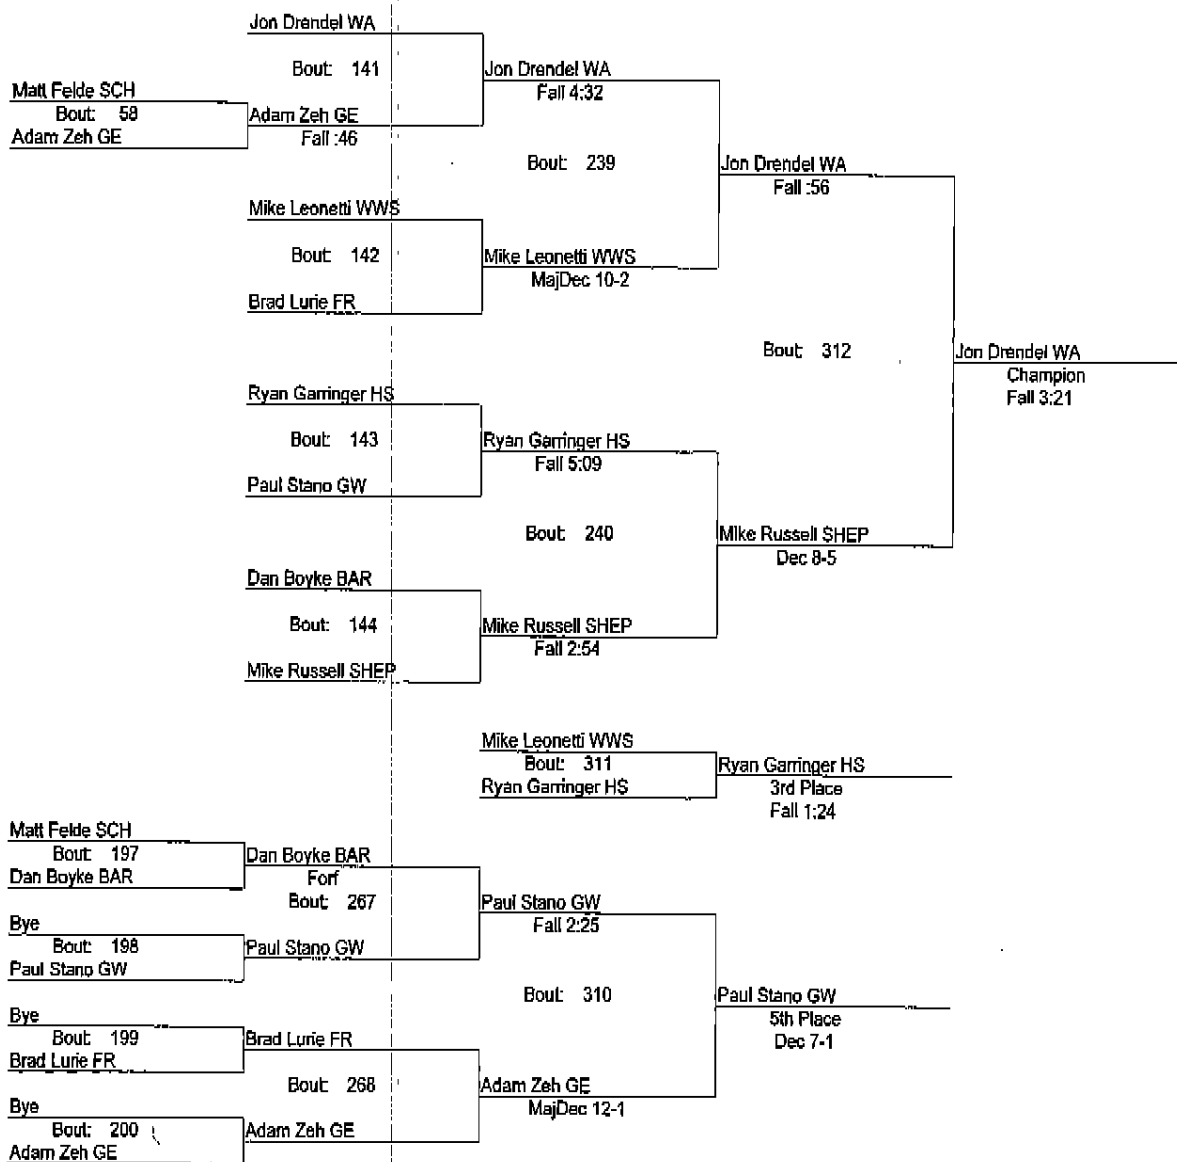 Jon Drendel WA
Bout: 141
Jon Drendel WA
Fall 4:32
Matt Felde SCH
Bout: 58
Adam Zeh GE
Adam Zeh GE
Fall :46
Bout: 239
Jon Drendel WA
Fall :56
Mike Leonetti WWS
Bout: 142
Mike Leonetti WWS
MajDec 10-2
Brad Lurie FR
Bout: 312
Jon Drendel WA
Champion
Fall 3:21
Ryan Garringer HS
Bout: 143
Ryan Garringer HS
Fall 5:09
Paul Stano GW
Bout: 240
Mike Russell SHEP
Dec 8-5
Dan Boyke BAR
Bout: 144
Mike Russell SHEP
Fall 2:54
Mike Russell SHEP
Mike Leonetti WWS
Bout: 311
Ryan Garringer HS
Ryan Garringer HS
3rd Place
Fall 1:24
Matt Felde SCH
Bout: 197
Dan Boyke BAR
Dan Boyke BAR
Forf
Bout: 267
Paul Stano GW
Fall 2:25
Bye
Bout: 198
Paul Stano GW
Paul Stano GW
Bout: 310
Paul Stano GW
5th Place
Dec 7-1
Bye
Bout: 199
Brad Lurie FR
Brad Lurie FR
Bout: 268
Adam Zeh GE
MajDec 12-1
Bye
Bout: 200
Adam Zeh GE
Adam Zeh GE